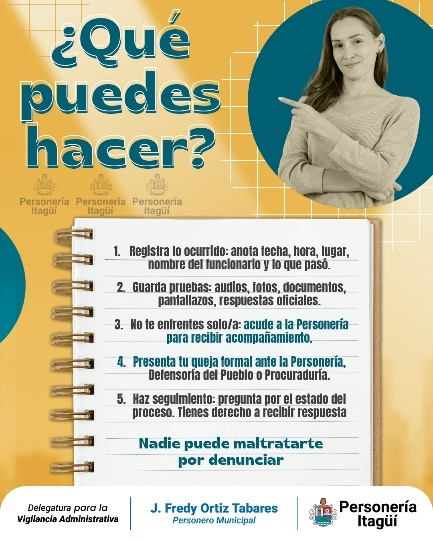 ¿Qué
puedes
hacer?
Personería
Itagüí
Personería
Itagüí
Personería
Itagüí
1. Registra lo ocurrido: anota fecha, hora, lugar,
nombre del funcionario y lo que pasó.
2. Guarda pruebas: audios, fotos, documentos,
pantallazos, respuestas oficiales.
3. No te enfrentes solo/a: acude a la Personería
para recibir acompañamiento.
4. Presenta tu queja formal ante la Personería,
Defensoría del Pueblo o Procuraduría.
5. Haz seguimiento: pregunta por el estado del
proceso. Tienes derecho a recibir respuesta
Nadie puede maltratarte
por denunciar
Delegatura para la
Vigilancia Administrativa
J. Fredy Ortiz Tabares
Personero Municipal
Personería
Itagüí